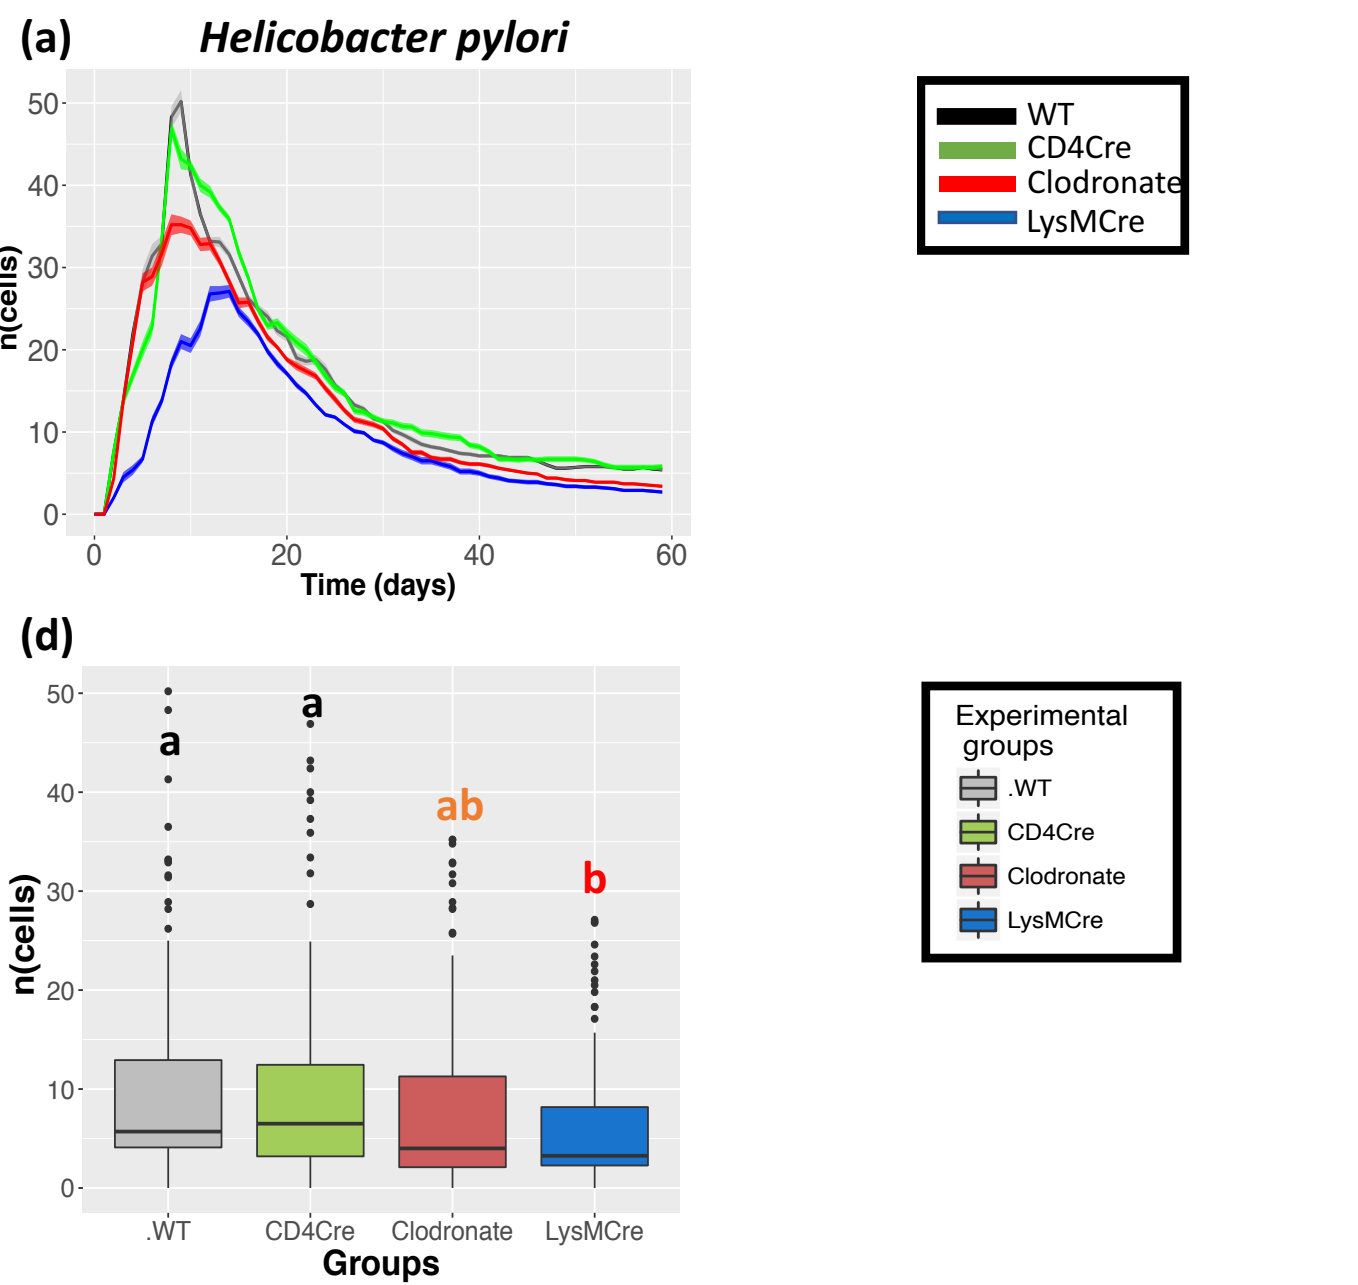 (a) Helicobacter pylori
50
40
30
20
10
0
n(cells)
0 20 40 60
Time (days)
WT
CD4Cre
Clodronate
LysMCre
(d)
50
40
30
20
10
0
n(cells)
a
a
ab
b
.WT CD4Cre Clodronate LysMCre
Groups
Experimental
groups
.WT
CD4Cre
Clodronate
LysMCre